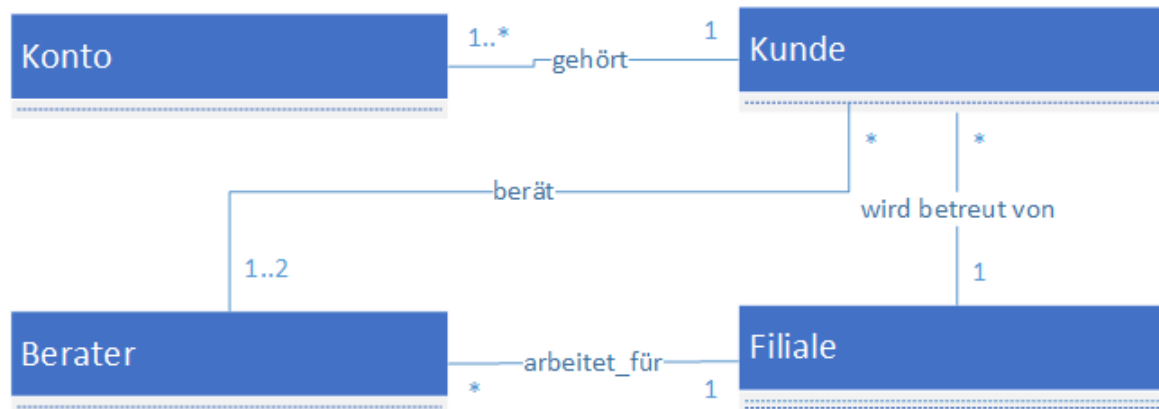 Konto
1..*
gehört
1
Kunde
*
*
berät
wird betreut von
1..2
1
Berater
*
arbeitet_für
1
Filiale